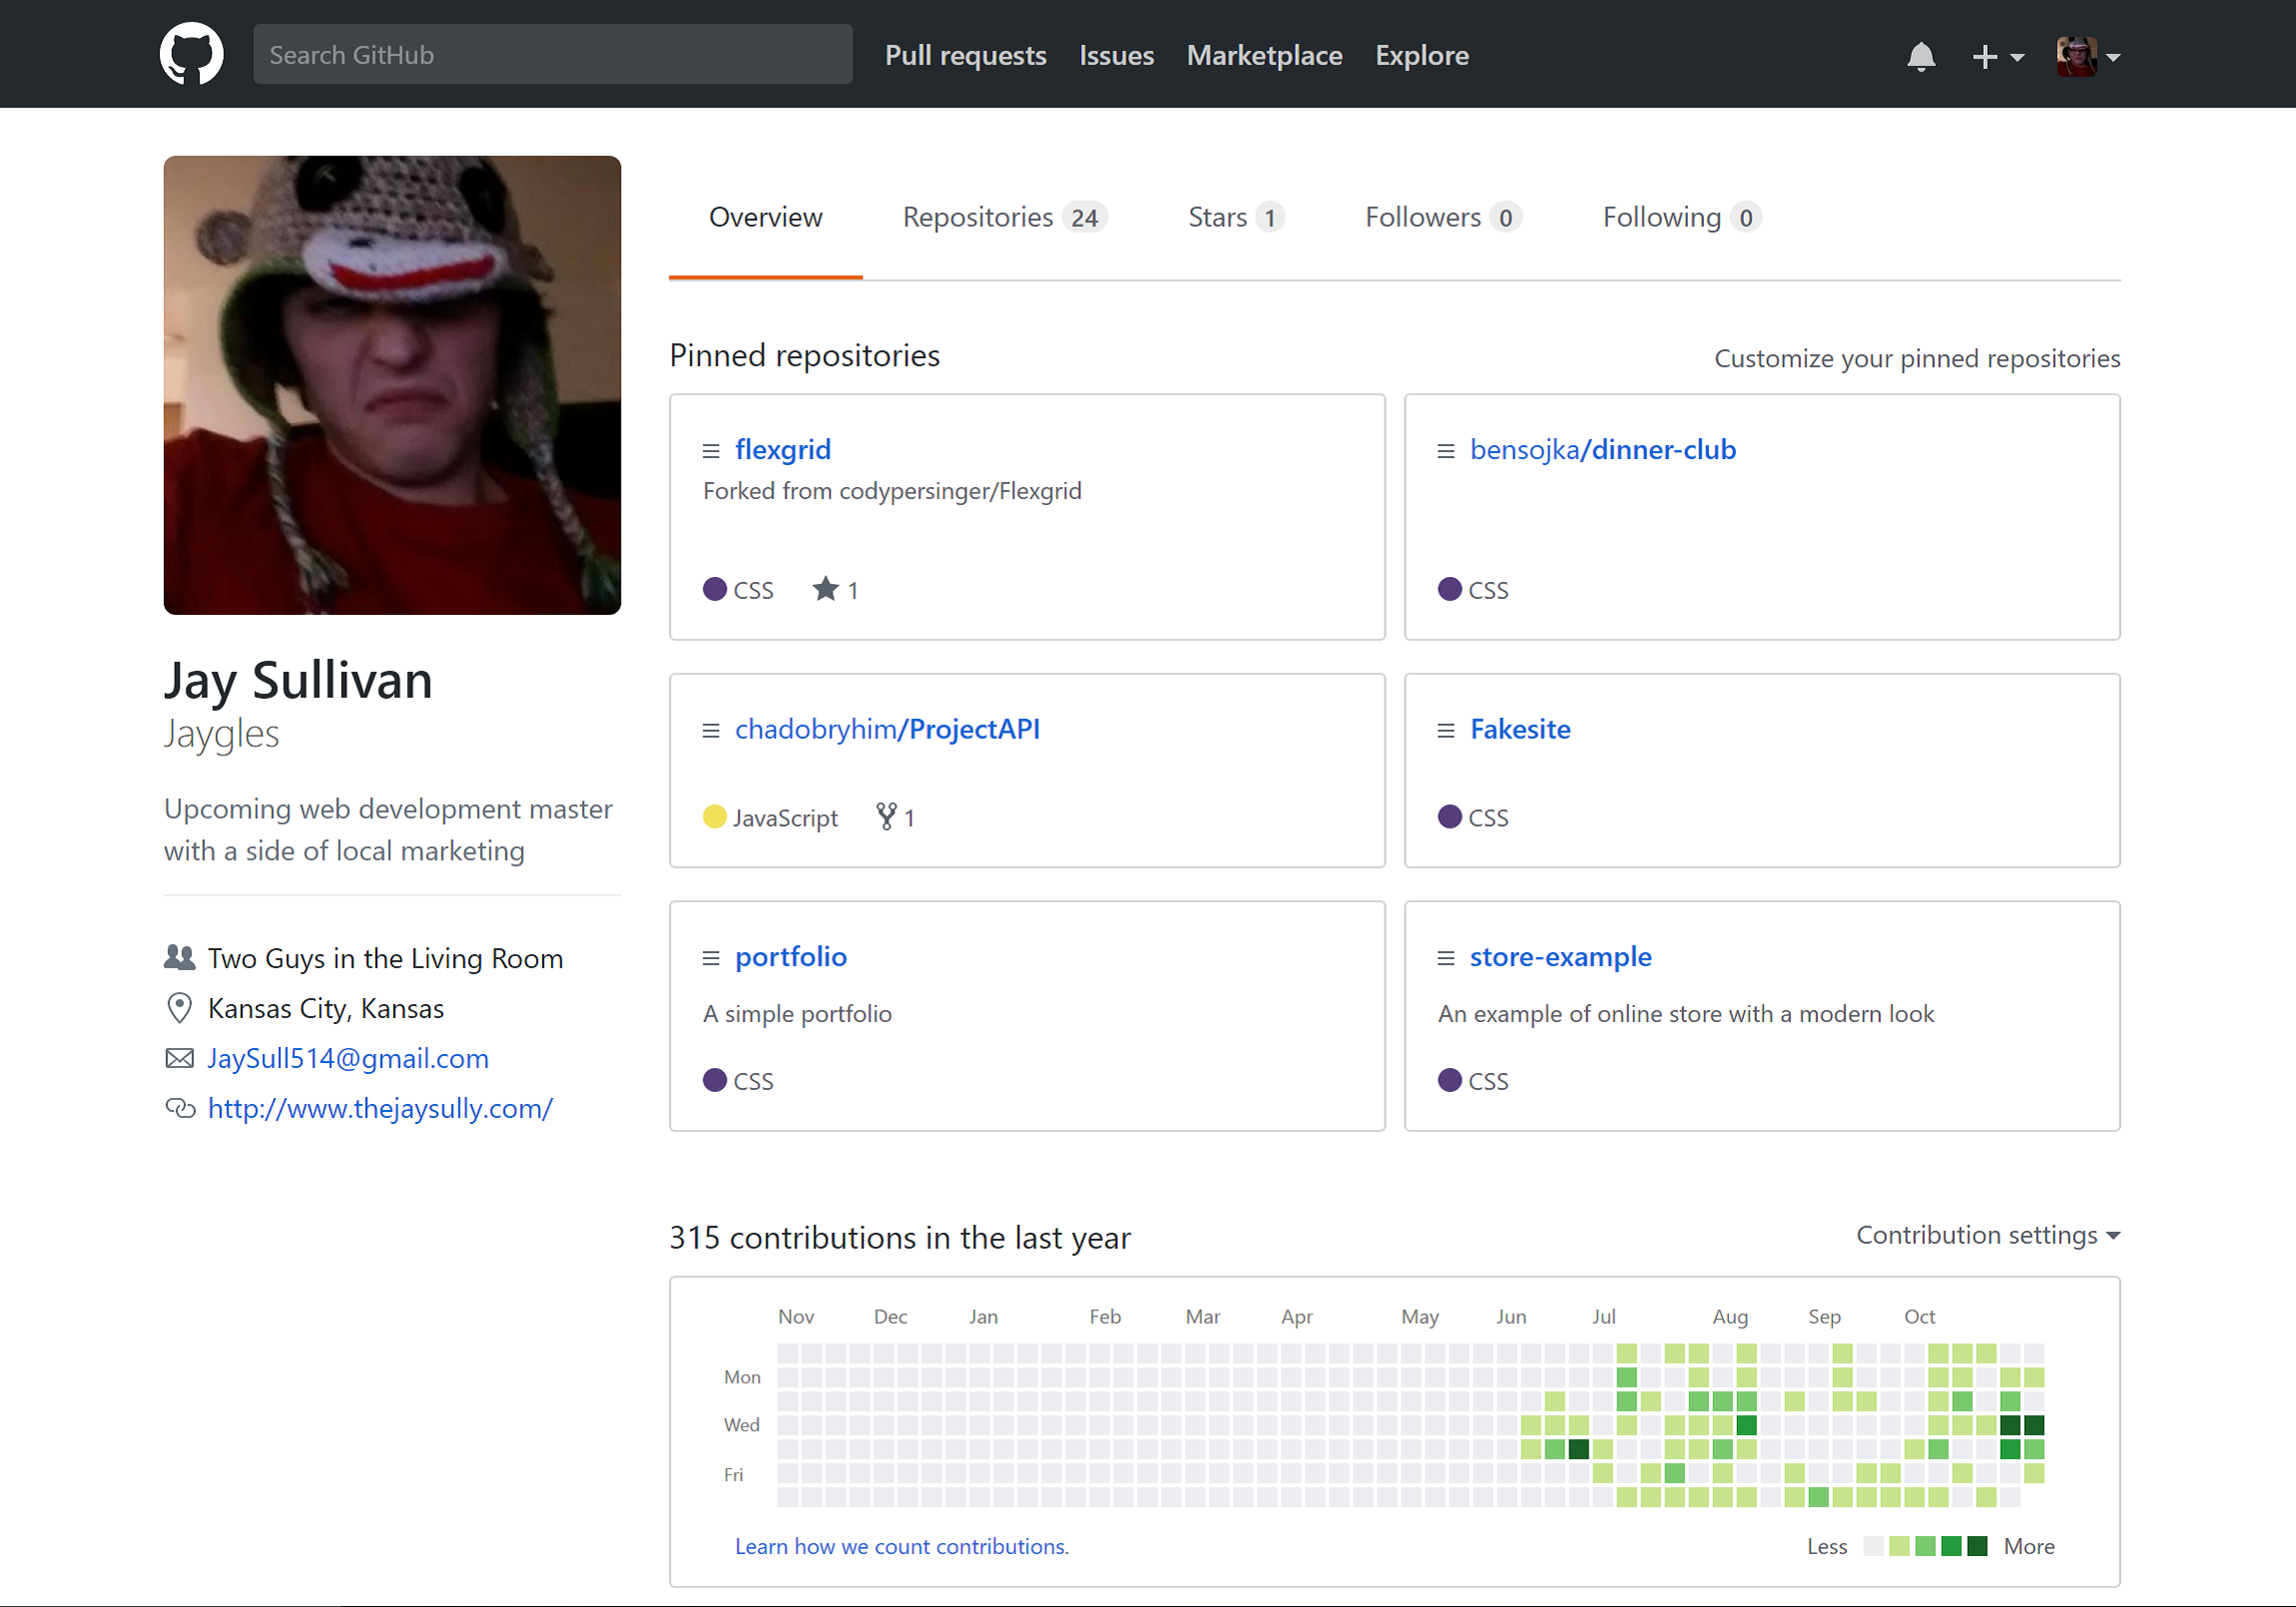 Search GitHub
Pull requests
Issues
Marketplace
Explore
Overview
Repositories 24
Stars 1
Followers 0
Following 0
Jay Sullivan
Jaygles
Upcoming web development master
with a side of local marketing
Two Guys in the Living Room
Kansas City, Kansas
JaySull514@gmail.com
http://www.thejaysully.com/
Pinned repositories
Customize your pinned repositories
flexgrid
Forked from codypersinger/Flexgrid
CSS 1
bensojka/dinner-club
CSS
chadobryhim/ProjectAPI
JavaScript 1
Fakesite
CSS
portfolio
A simple portfolio
CSS
store-example
An example of online store with a modern look
CSS
315 contributions in the last year
Contribution settings
Nov Dec Jan Feb Mar Apr May Jun Jul Aug Sep Oct
Mon
Wed
Fri
Learn how we count contributions.
Less More